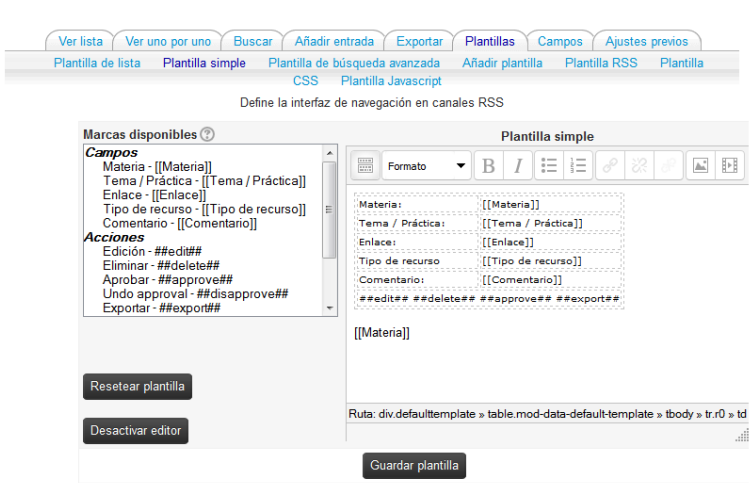 Ver lista Ver uno por uno Buscar Añadir entrada Exportar Plantillas Campos Ajustes previos
Plantilla de lista Plantilla simple Plantilla de búsqueda avanzada Añadir plantilla Plantilla RSS Plantilla
CSS Plantilla Javascript
Define la interfaz de navegación en canales RSS
Marcas disponibles
Campos
Materia - [[Materia]]
Tema / Práctica - [[Tema / Práctica]]
Enlace - [[Enlace]]
Tipo de recurso - [[Tipo de recurso]]
Comentario - [[Comentario]]
Acciones
Edición - ##edit##
Eliminar - ##delete##
Aprobar - ##approve##
Undo approval - ##disapprove##
Exportar - ##export##
Resetear plantilla
Desactivar editor
Plantilla simple
Formato B I
Materia: [[Materia]]
Tema / Práctica: [[Tema / Práctica]]
Enlace: [[Enlace]]
Tipo de recurso [[Tipo de recurso]]
Comentario: [[Comentario]]
##edit## ##delete## ##approve## ##export##
[[Materia]]
Ruta: div.defaulttemplate » table.mod-data-default-template » tbody » tr.r0 » td
Guardar plantilla